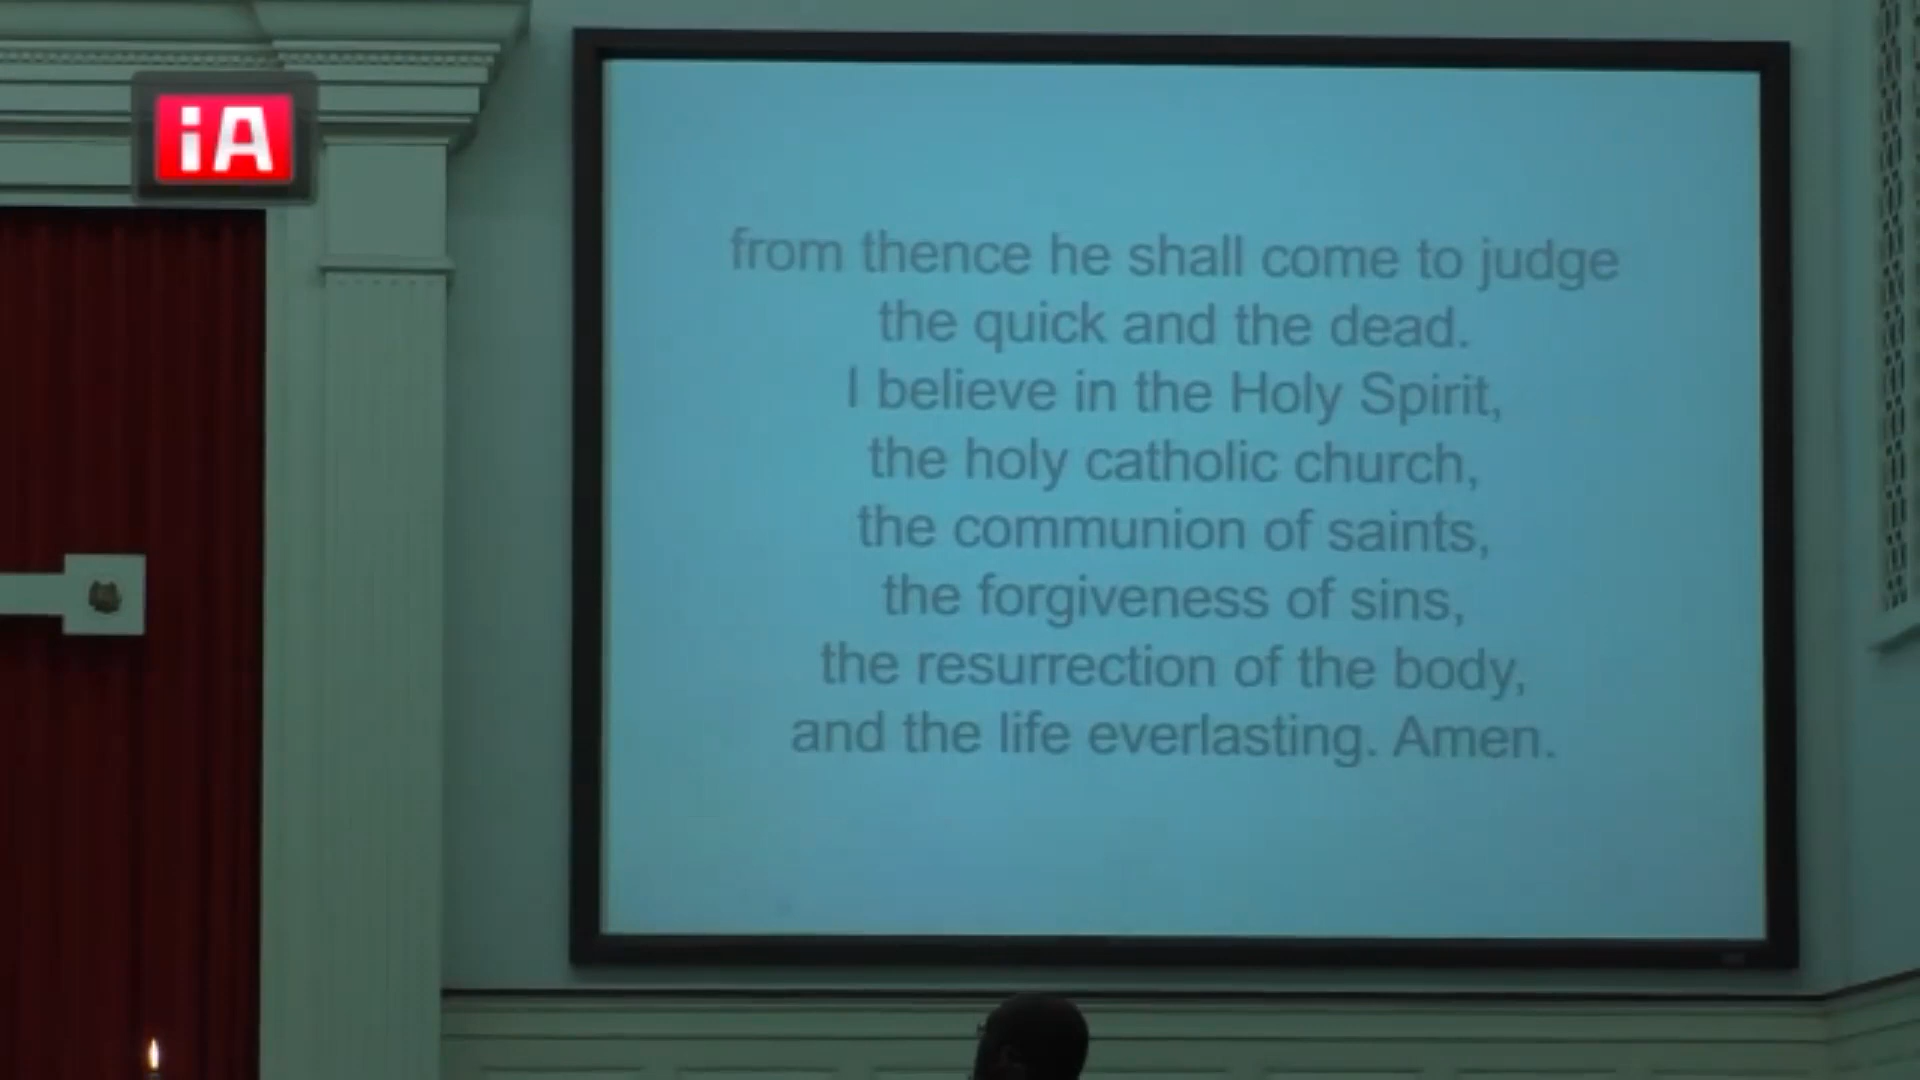 iA
from thence he shall come to judge
the quick and the dead.
I believe in the Holy Spirit,
the holy catholic church,
the communion of saints,
the forgiveness of sins,
the resurrection of the body,
and the life everlasting. Amen.